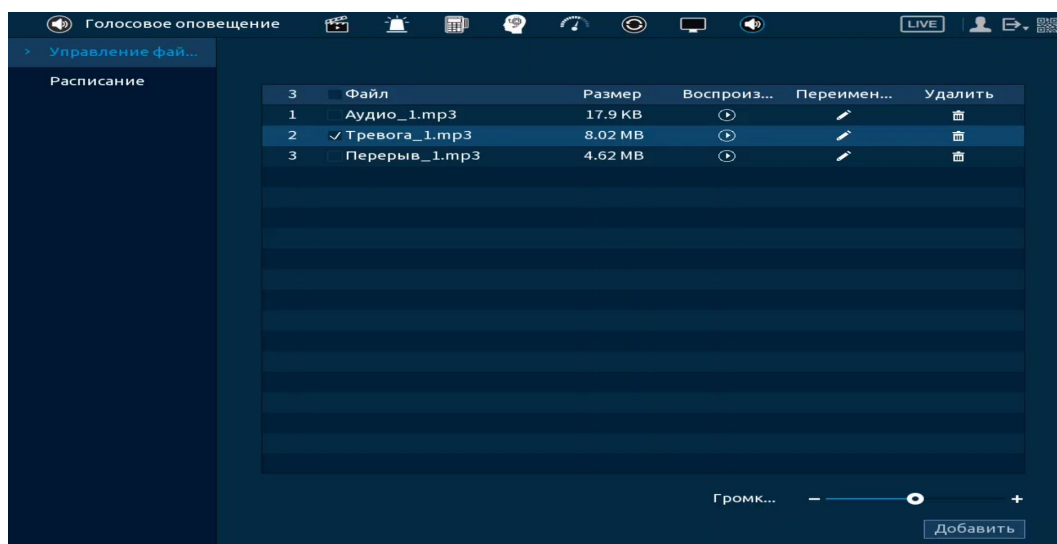 Голосовое оповещение LIVE
> Управление фай...
Расписание
3 Файл Размер Воспроиз... Переимен... Удалить
1 Аудио_1.mp3 17.9 KB
2 Тревога_1.mp3 8.02 MB
3 Перерыв_1.mp3 4.62 MB
Громк... − +
Добавить